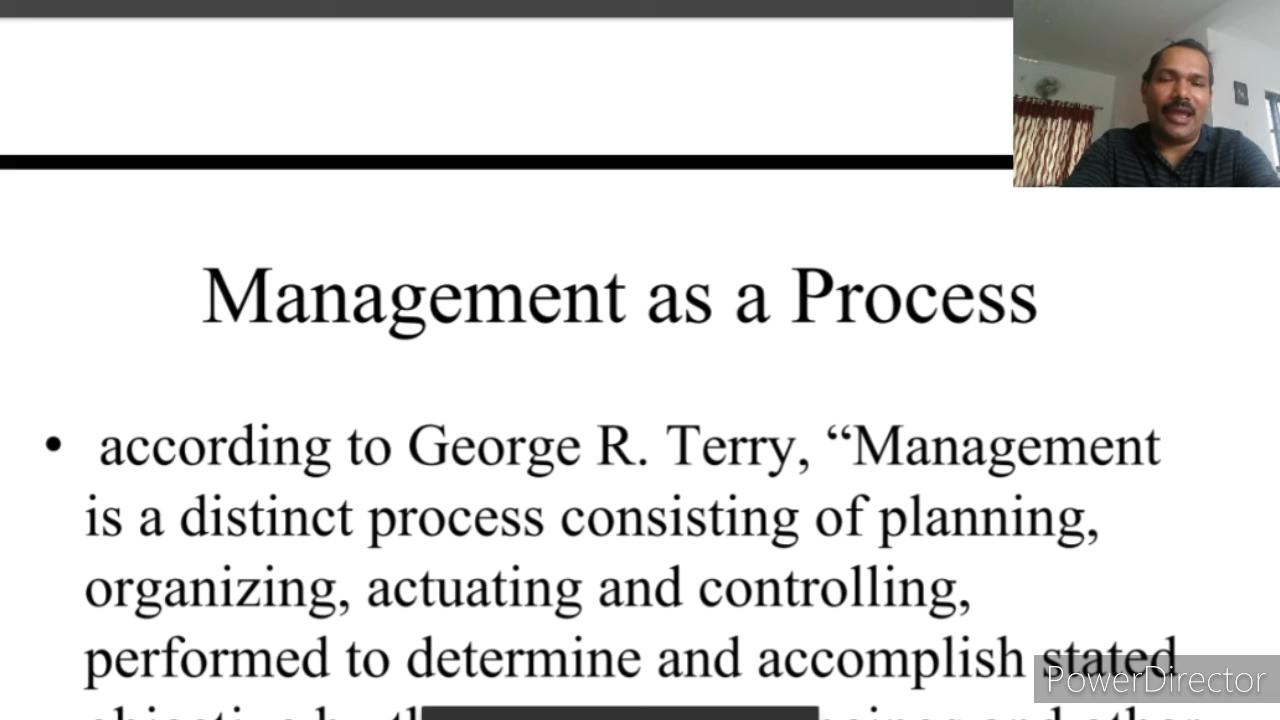 Management as a Process
• according to George R. Terry, “Management
is a distinct process consisting of planning,
organizing, actuating and controlling,
performed to determine and accomplish stated
PowerDirector